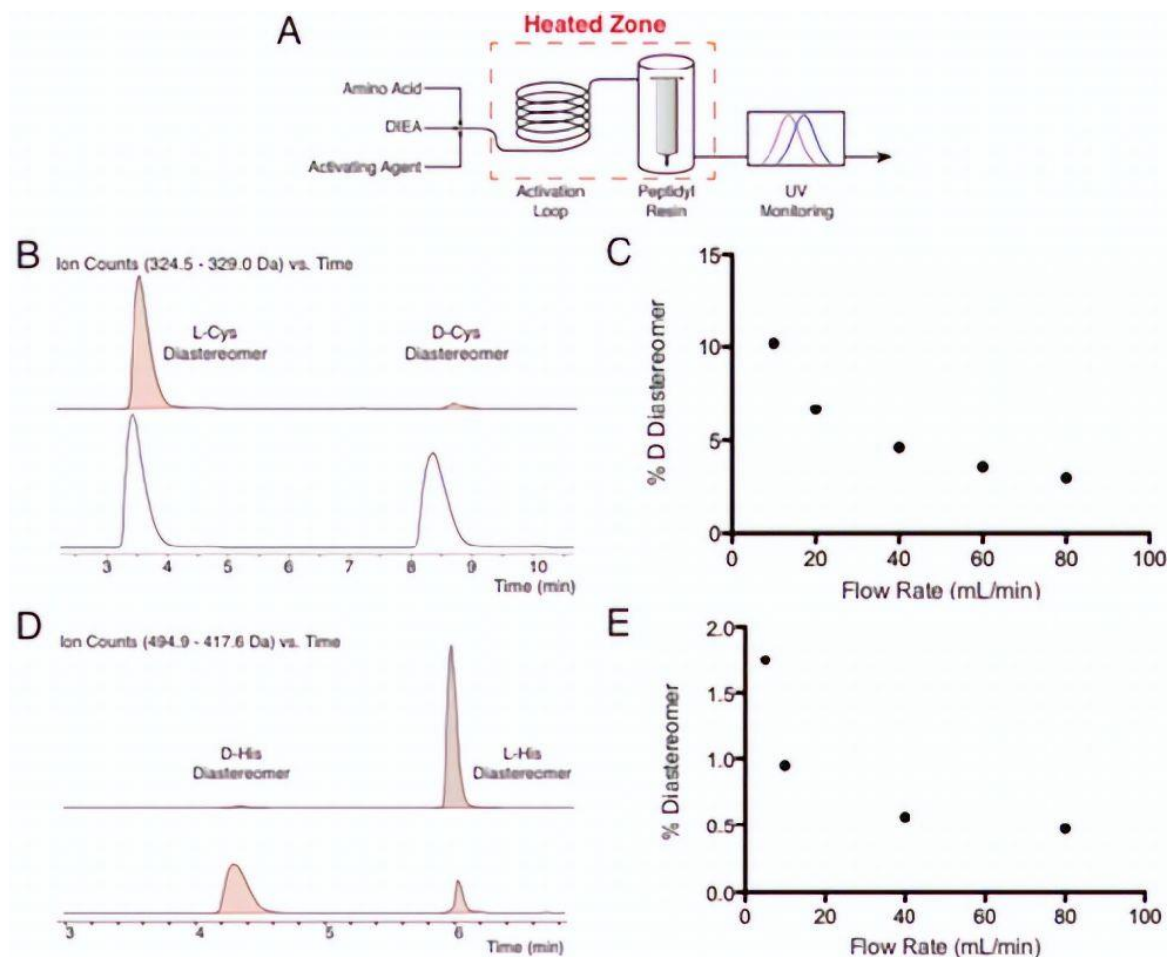 A
Heated Zone
Amino Acid
DIEA
Activating Agent
Activation
Loop
Peptidyl
Resin
UV
Monitoring
B
Ion Counts (324.5 - 329.0 Da) vs. Time
L-Cys
Diastereomer
D-Cys
Diastereomer
3 4 5 6 7 8 9 10
Time (min)
C
% D Diastereomer
15
10
5
0
0 20 40 60 80 100
Flow Rate (mL/min)
D
Ion Counts (494.9 - 417.6 Da) vs. Time
D-His
Diastereomer
L-His
Diastereomer
3 4 5 6
Time (min)
E
% Diastereomer
2.0
1.5
1.0
0.5
0.0
0 20 40 60 80 100
Flow Rate (mL/min)